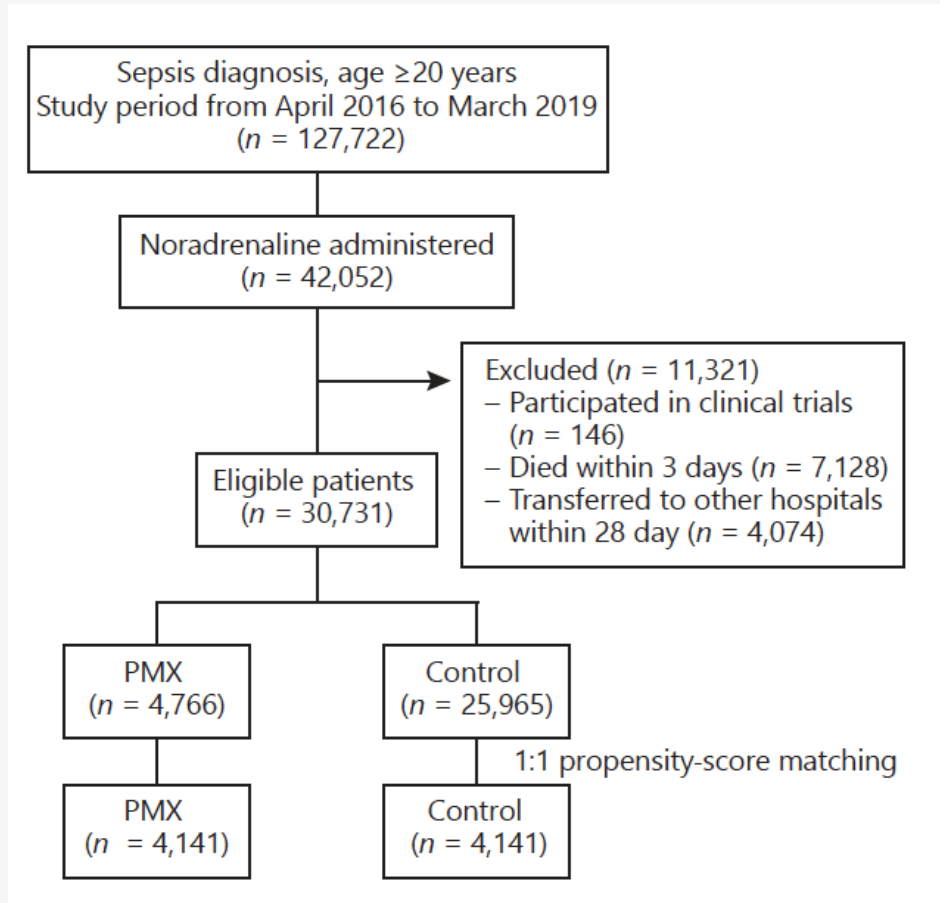 Sepsis diagnosis, age ≥20 years
Study period from April 2016 to March 2019
(n = 127,722)
Noradrenaline administered
(n = 42,052)
Excluded (n = 11,321)
– Participated in clinical trials
(n = 146)
– Died within 3 days (n = 7,128)
– Transferred to other hospitals
within 28 day (n = 4,074)
Eligible patients
(n = 30,731)
PMX
(n = 4,766)
Control
(n = 25,965)
1:1 propensity-score matching
PMX
(n = 4,141)
Control
(n = 4,141)